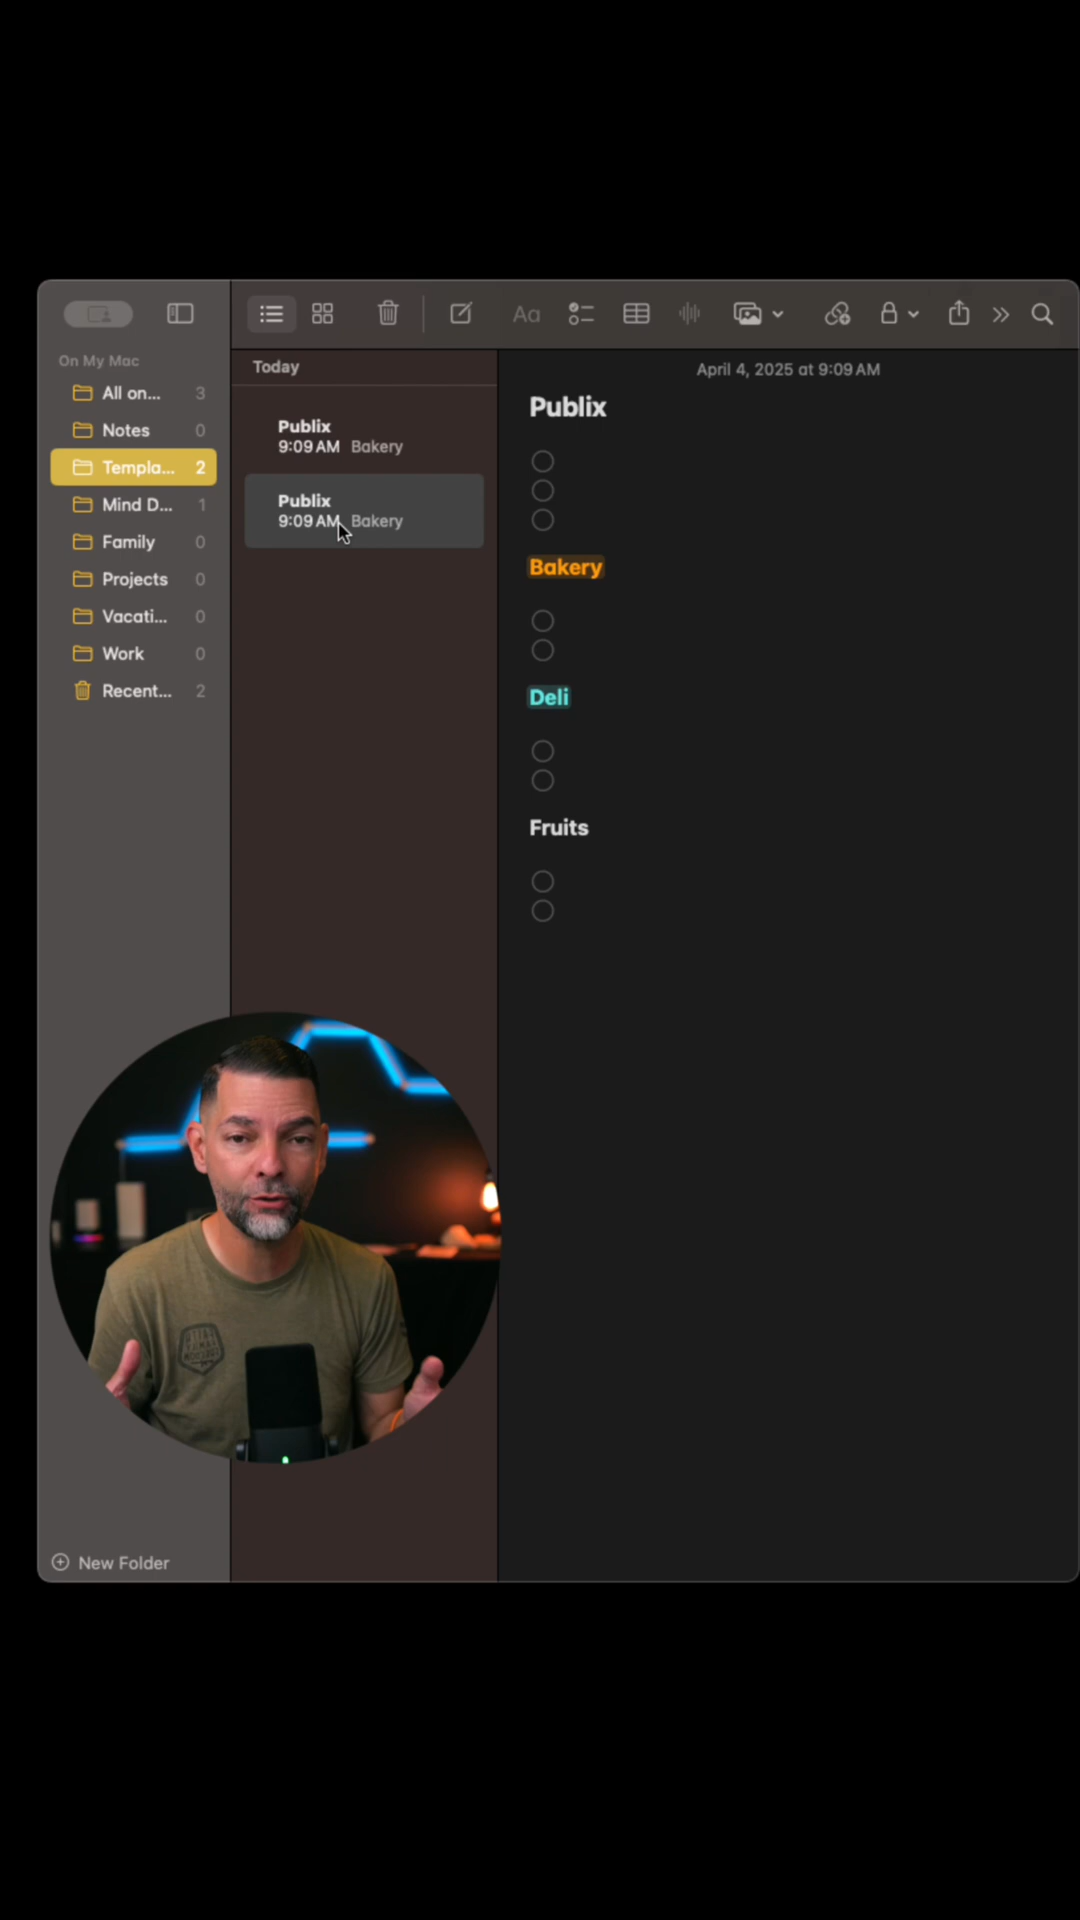 On My Mac
All on... 3
Notes 0
Templa... 2
Mind D... 1
Family 0
Projects 0
Vacati... 0
Work 0
Recent... 2
New Folder
Aa
Today
Publix
9:09 AM Bakery
Publix
9:09 AM Bakery
April 4, 2025 at 9:09 AM
Publix
Bakery
Deli
Fruits